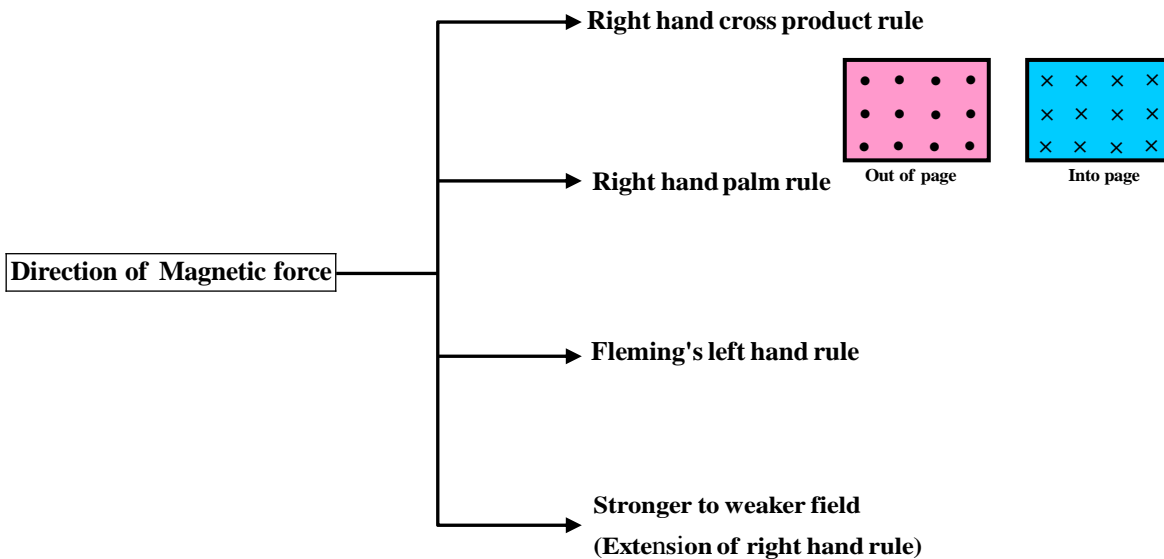 Right hand cross product rule
Out of page
Into page
Right hand palm rule
Direction of Magnetic force
Fleming's left hand rule
Stronger to weaker field
(Extension of right hand rule)